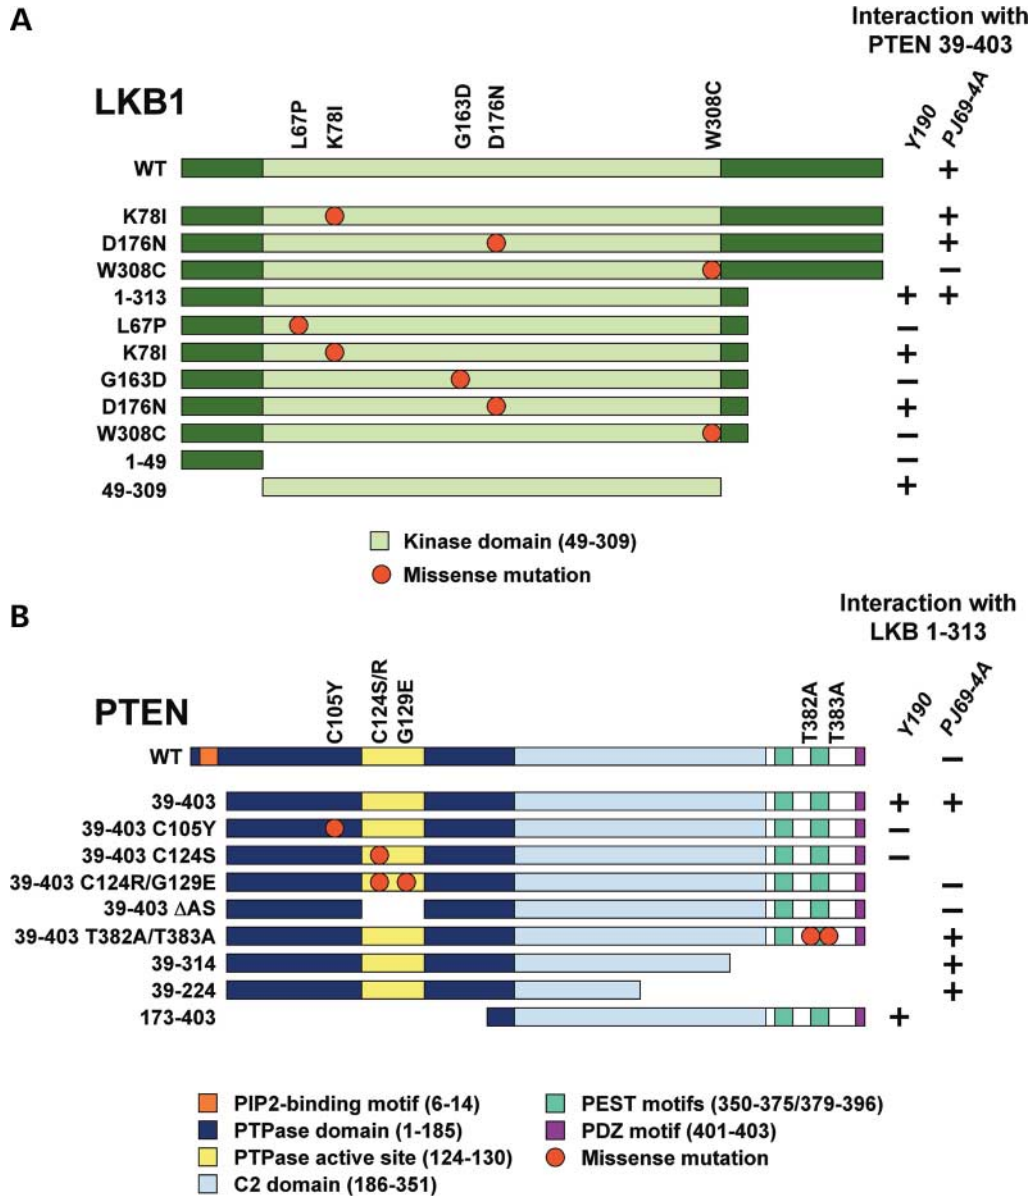 A
Interaction with
PTEN 39-403
LKB1
L67P
K78I
G163D
D176N
W308C
Y190
PJ69-4A
WT +
K78I +
D176N +
W308C −
1-313 + +
L67P −
K78I +
G163D −
D176N +
W308C −
1-49 −
49-309 +
Kinase domain (49-309)
Missense mutation
B
Interaction with
LKB 1-313
PTEN
C105Y
C124S/R
G129E
T382A
T383A
Y190
PJ69-4A
WT −
39-403 + +
39-403 C105Y −
39-403 C124S −
39-403 C124R/G129E −
39-403 ΔAS −
39-403 T382A/T383A +
39-314 +
39-224 +
173-403 +
PIP2-binding motif (6-14)
PTPase domain (1-185)
PTPase active site (124-130)
C2 domain (186-351)
PEST motifs (350-375/379-396)
PDZ motif (401-403)
Missense mutation